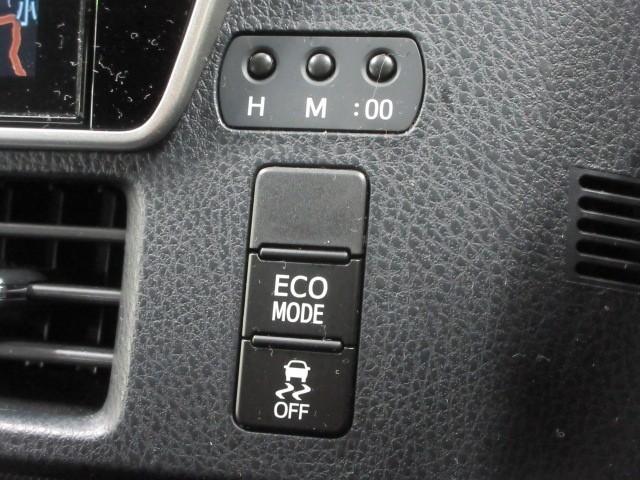 H M :00
ECO
MODE
OFF